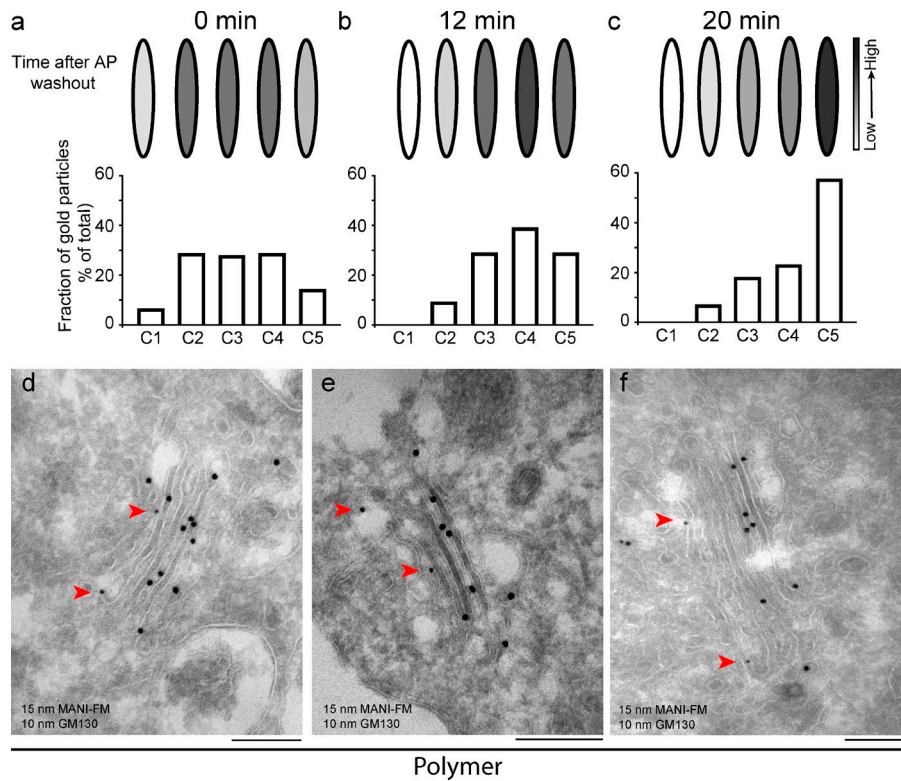 a 0 min b 12 min c 20 min
Time after AP
washout
Low High
Fraction of gold particles
% of total)
60
40
20
0
C1 C2 C3 C4 C5
60
40
20
0
C1 C2 C3 C4 C5
60
40
20
0
C1 C2 C3 C4 C5
d e f
15 nm MANI-FM
10 nm GM130
15 nm MANI-FM
10 nm GM130
15 nm MANI-FM
10 nm GM130
Polymer